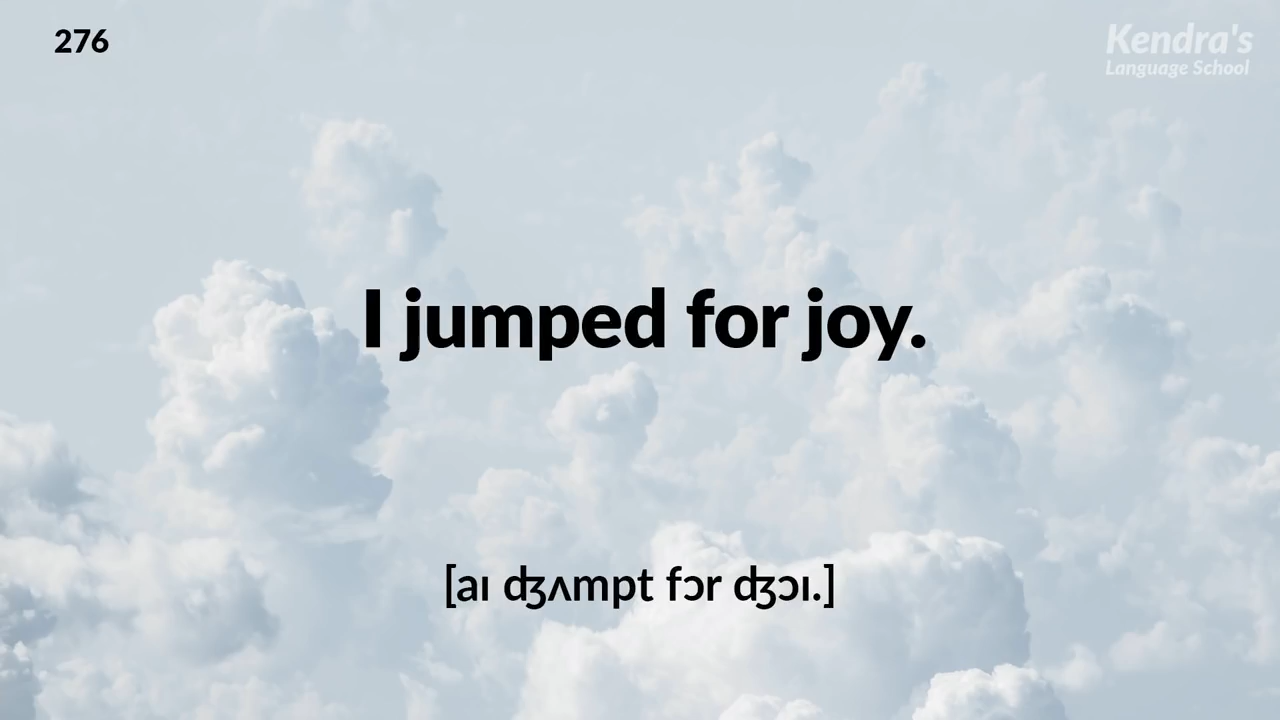 276
Kendra's
Language School
I jumped for joy.
[aɪ ʤʌmpt fɔr ʤɔɪ.]